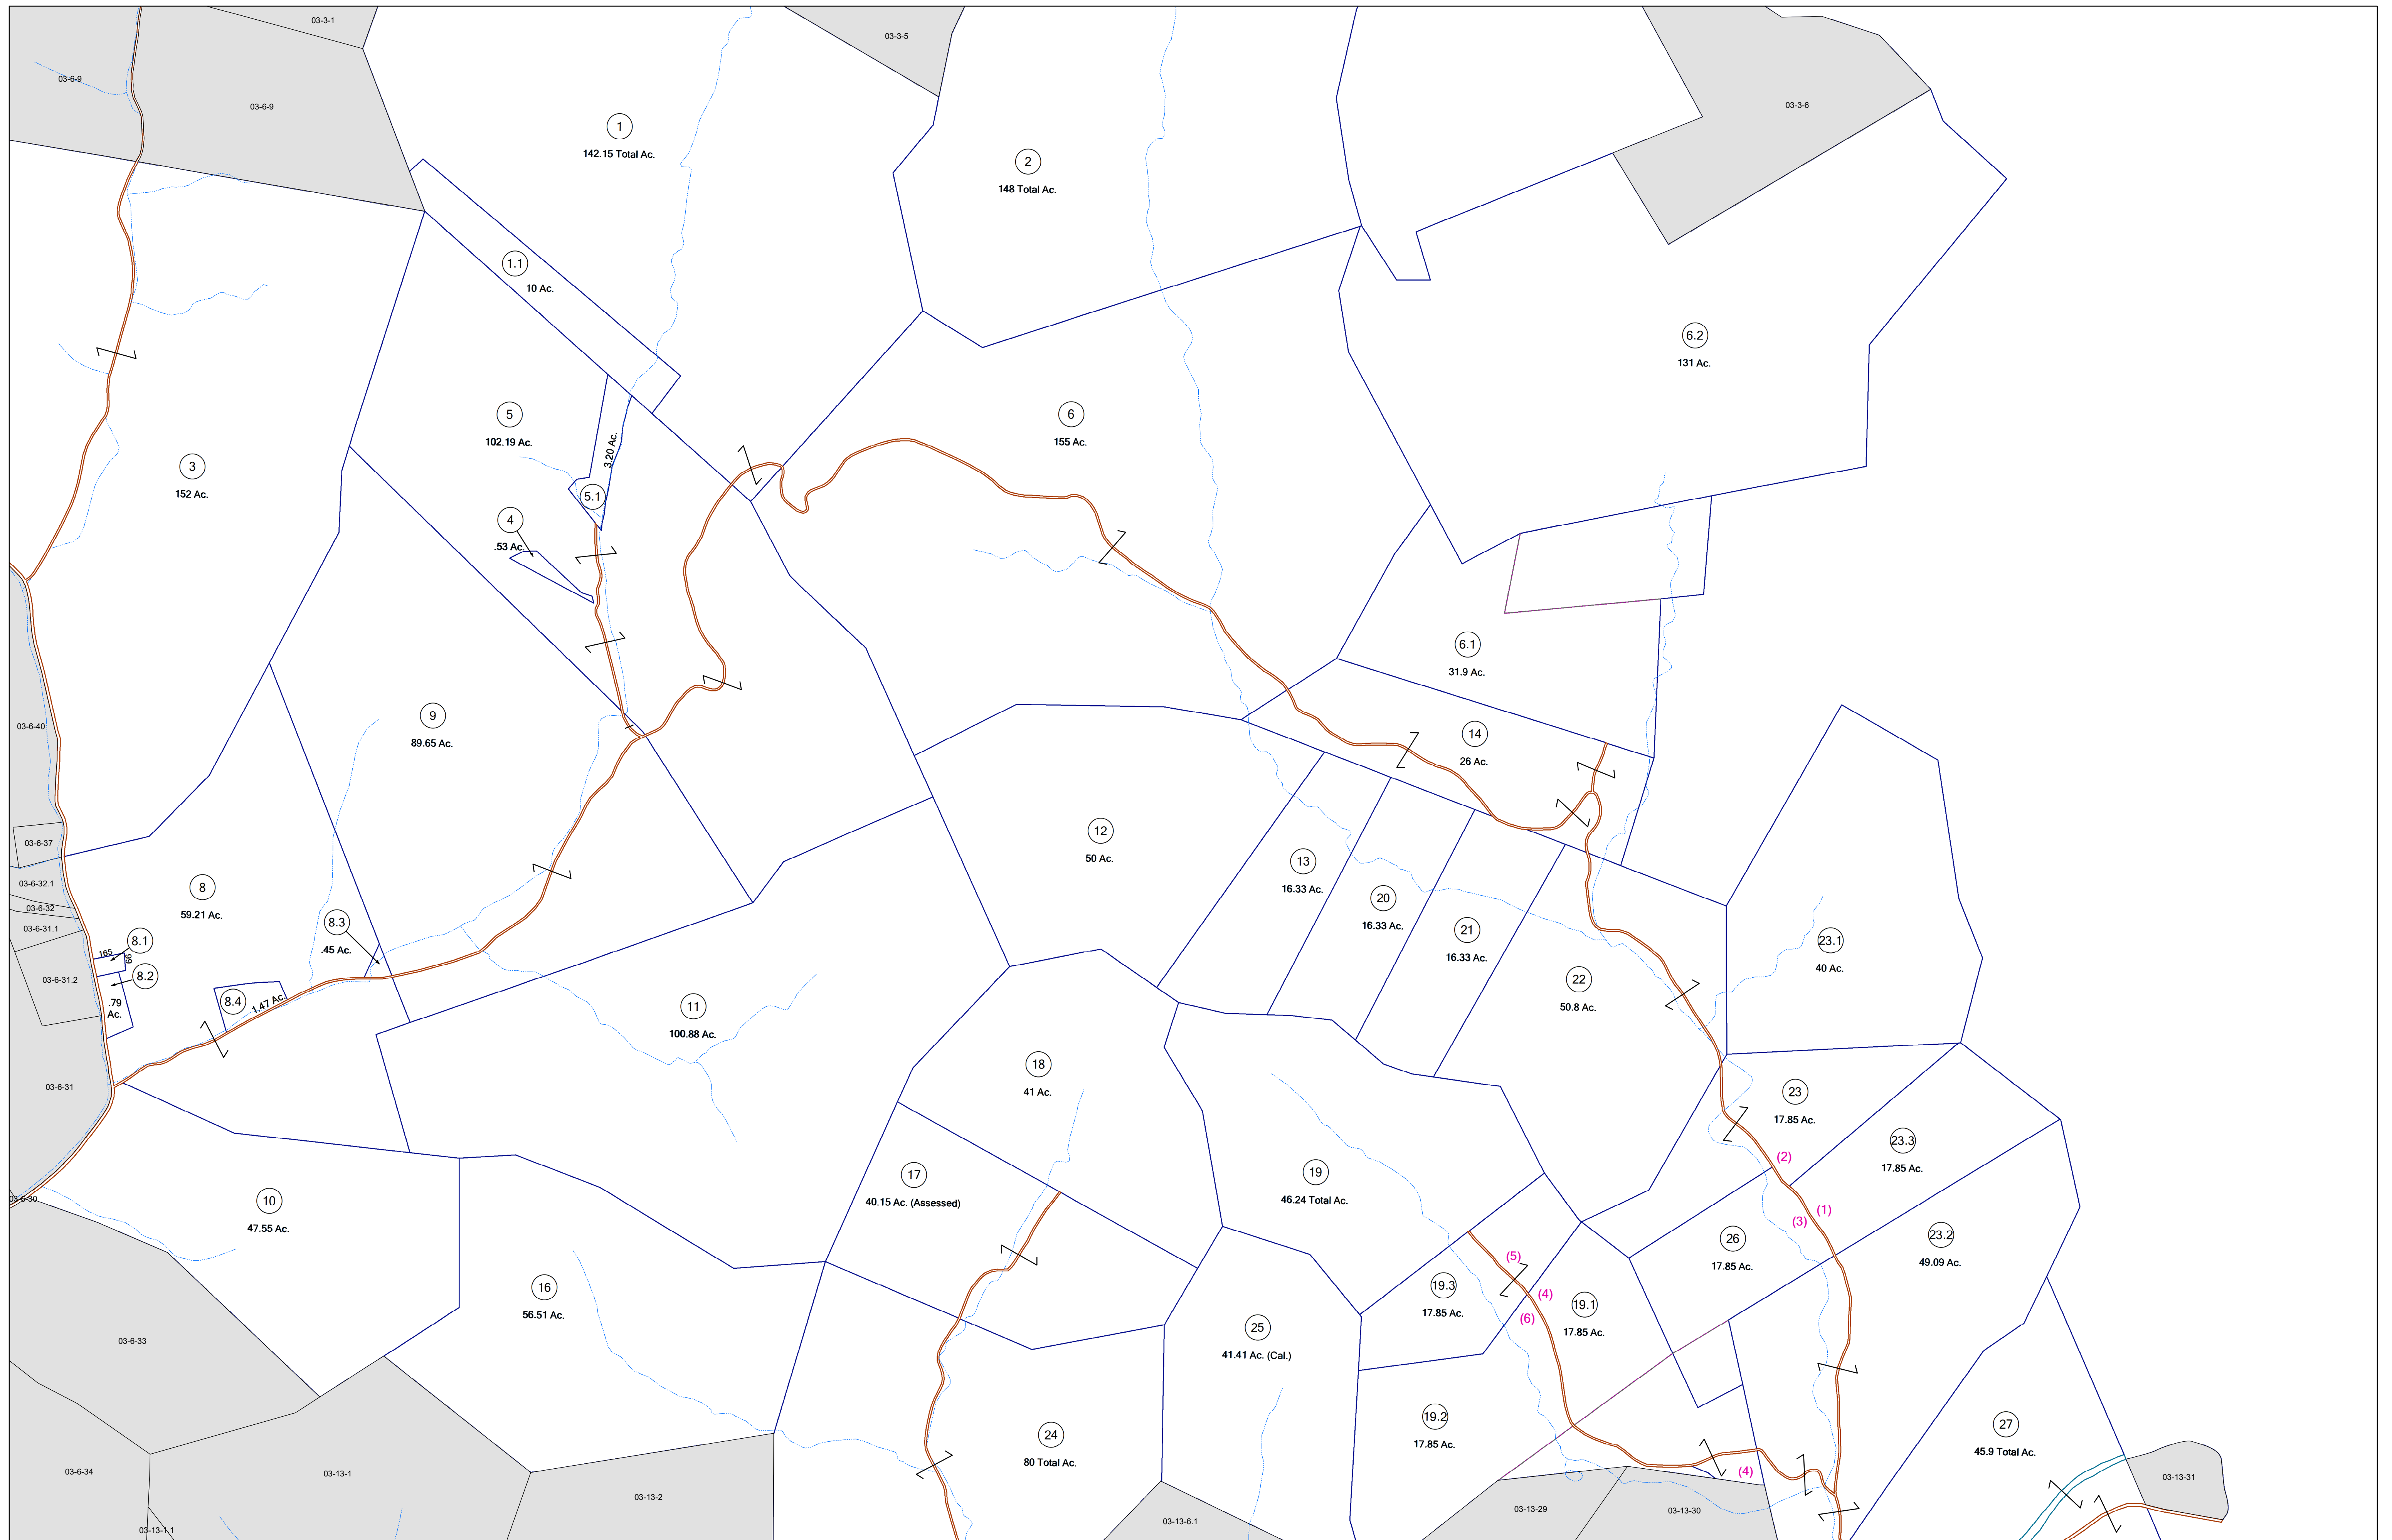 03-3-1
03-3-5
03-6-9
03-6-9
03-3-6
1
142.15 Total Ac.
2
148 Total Ac.
1.1
10 Ac.
6.2
131 Ac.
5
102.19 Ac.
3.20 Ac.
5.1
4
.53 Ac.
6
155 Ac.
3
152 Ac.
6.1
31.9 Ac.
03-6-40
9
89.65 Ac.
14
26 Ac.
03-6-37
12
50 Ac.
13
16.33 Ac.
20
16.33 Ac.
21
16.33 Ac.
03-6-32.1
03-6-32
03-6-31.1
03-6-31.2
03-6-31
8
59.21 Ac.
8.3
.45 Ac.
8.1
165
66
8.2
.79
Ac.
8.4
1.47 Ac.
22
50.8 Ac.
23.1
40 Ac.
11
100.88 Ac.
18
41 Ac.
23
17.85 Ac.
23.3
17.85 Ac.
(2)
(1)
(3)
17
40.15 Ac. (Assessed)
19
46.24 Total Ac.
03-6-30
10
47.55 Ac.
26
17.85 Ac.
23.2
49.09 Ac.
(5)
(4)
(6)
19.3
17.85 Ac.
19.1
17.85 Ac.
16
56.51 Ac.
25
41.41 Ac. (Cal.)
03-6-33
19.2
17.85 Ac.
24
80 Total Ac.
27
45.9 Total Ac.
(4)
03-6-34
03-13-1
03-13-2
03-13-31
03-13-29
03-13-30
03-13-6.1
03-13-1.1